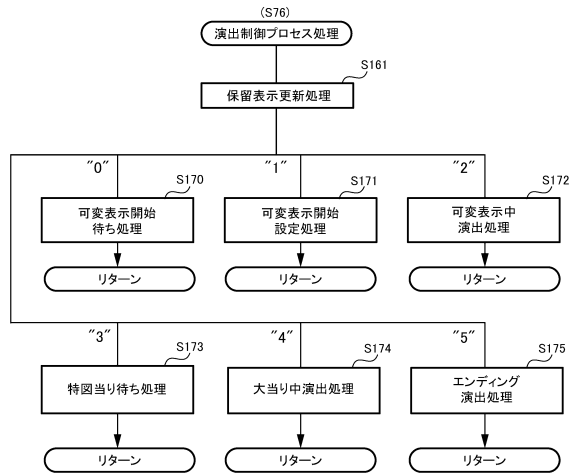 (S76)
演出制御プロセス処理
S161
保留表示更新処理
"0"
"1"
"2"
S170
S171
S172
可変表示開始
待ち処理
可変表示開始
設定処理
可変表示中
演出処理
リターン
リターン
リターン
"3"
"4"
"5"
S173
S174
S175
特図当り待ち処理
大当り中演出処理
エンディング
演出処理
リターン
リターン
リターン